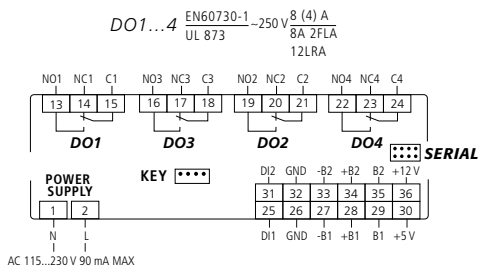 DO1...4 EN60730-1 ~250 V 8 (4) A
UL 873 8A 2FLA
12LRA
NO1 NC1 C1 NO3 NC3 C3 NO2 NC2 C2 NO4 NC4 C4
13 14 15 16 17 18 19 20 21 22 23 24
DO1 DO3 DO2 DO4
SERIAL
KEY
POWER
SUPPLY
DI2 GND -B2 +B2 B2 +12 V
31 32 33 34 35 36
1 2 25 26 27 28 29 30
N L DI1 GND -B1 +B1 B1 +5 V
AC 115...230 V 90 mA MAX